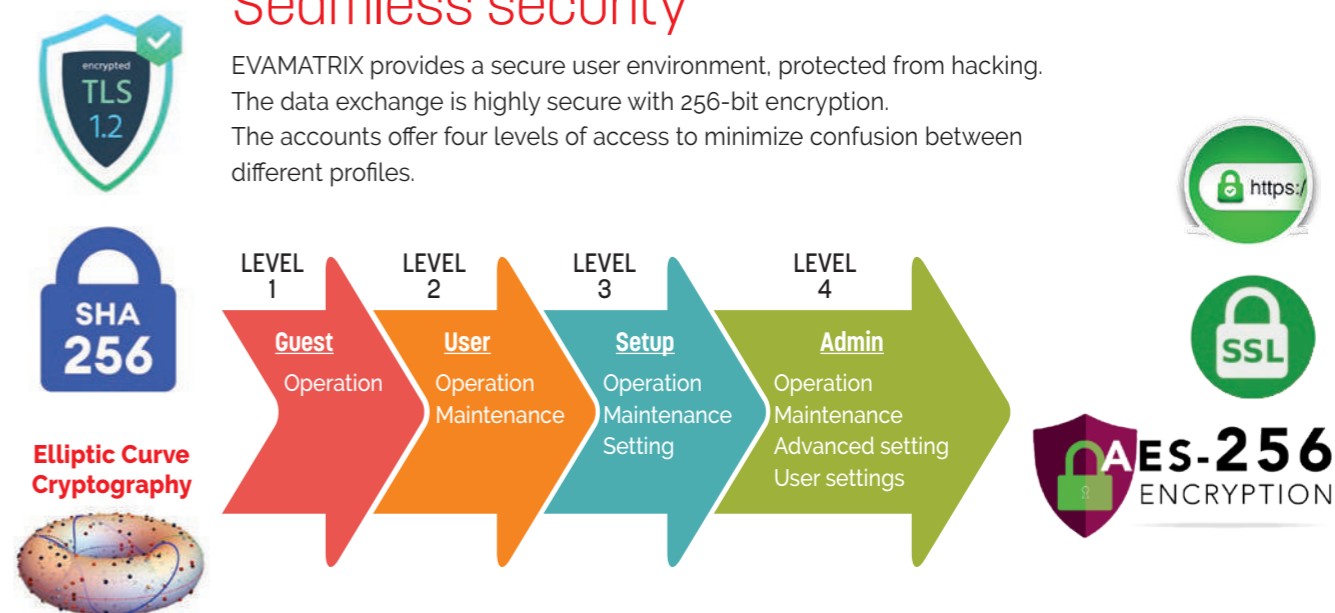 Seamless security
EVAMATRIX provides a secure user environment, protected from hacking.
The data exchange is highly secure with 256-bit encryption.
The accounts offer four levels of access to minimize confusion between
different profiles.
encrypted
TLS
1.2
SHA
256
Elliptic Curve
Cryptography
LEVEL
1
Guest
Operation
LEVEL
2
User
Operation
Maintenance
LEVEL
3
Setup
Operation
Maintenance
Setting
LEVEL
4
Admin
Operation
Maintenance
Advanced setting
User settings
https:/
SSL
AES-256
ENCRYPTION